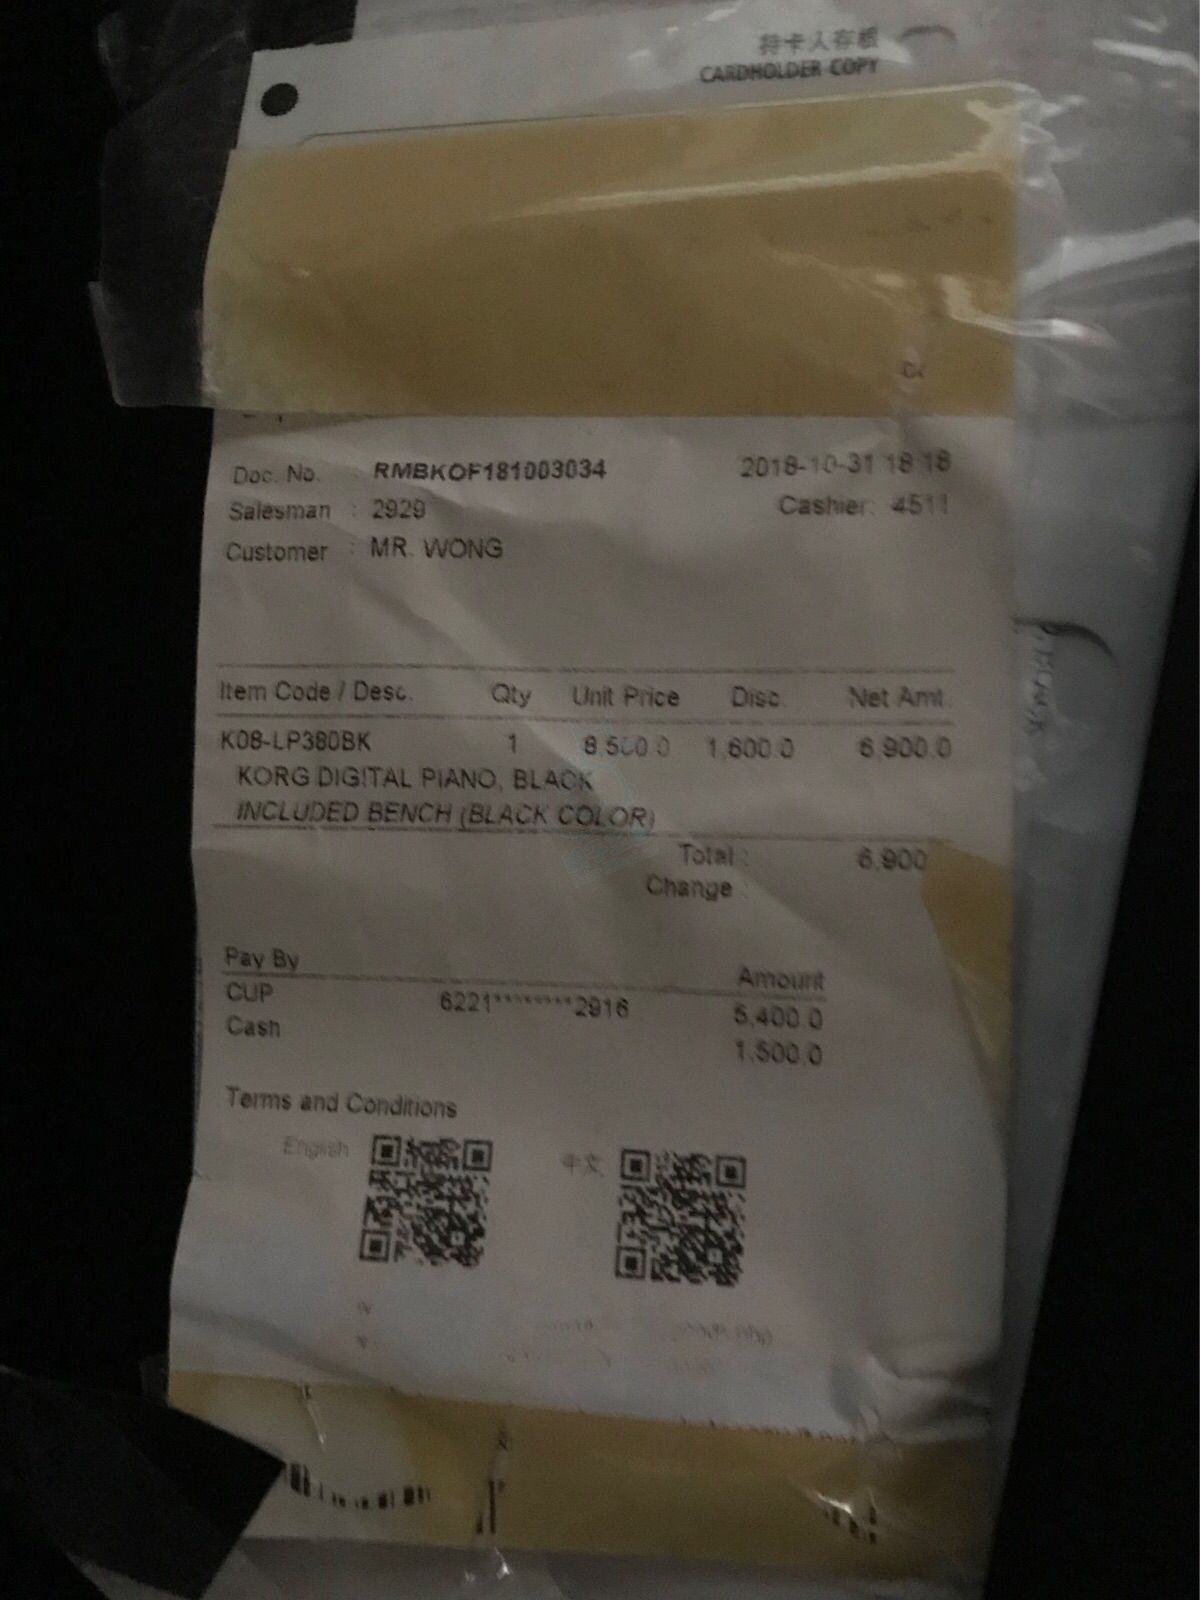 持卡人存根
CARDHOLDER COPY
Doc. No. : RMBKOF181003034 2018-10-31 18:18
Salesman : 2929 Cashier: 4511
Customer : MR. WONG
Item Code / Desc. Qty Unit Price Disc. Net Amt.
K08-LP380BK 1 8,500.0 1,600.0 6,900.0
KORG DIGITAL PIANO, BLACK
INCLUDED BENCH (BLACK COLOR)
Total : 6,900
Change :
Pay By Amount
CUP 6221********2916 5,400.0
Cash 1,500.0
Terms and Conditions
English 中文